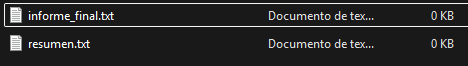 informe_final.txt Documento de tex... 0 KB
resumen.txt Documento de tex... 0 KB